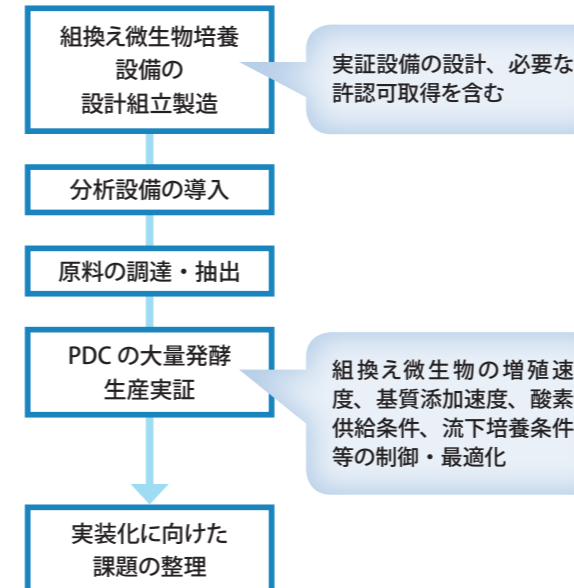 組換え微生物培養
設備の
設計組立製造
実証設備の設計、必要な
許認可取得を含む
分析設備の導入
原料の調達・抽出
PDC の大量発酵
生産実証
組換え微生物の増殖速
度、基質添加速度、酸素
供給条件、流下培養条件
等の制御・最適化
実装化に向けた
課題の整理